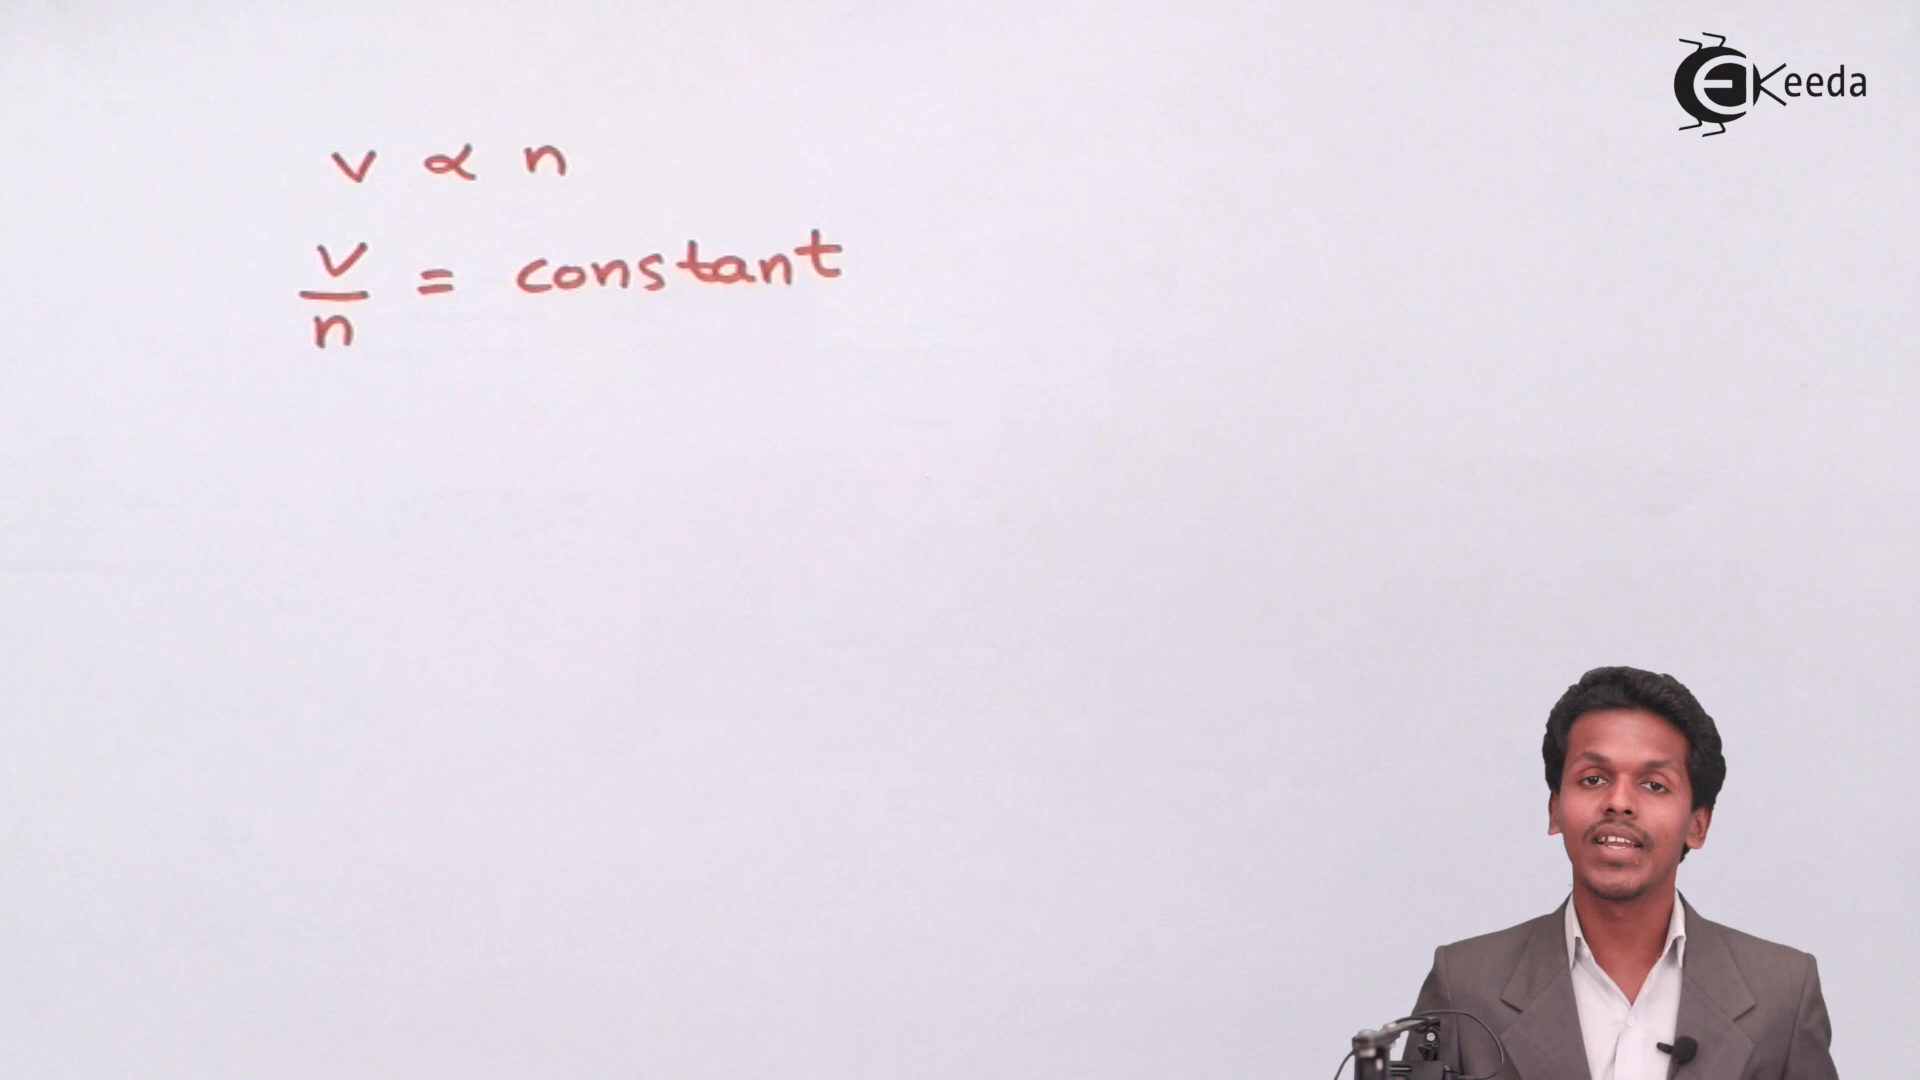 EKeeda
v ∝ n
v
n = constant